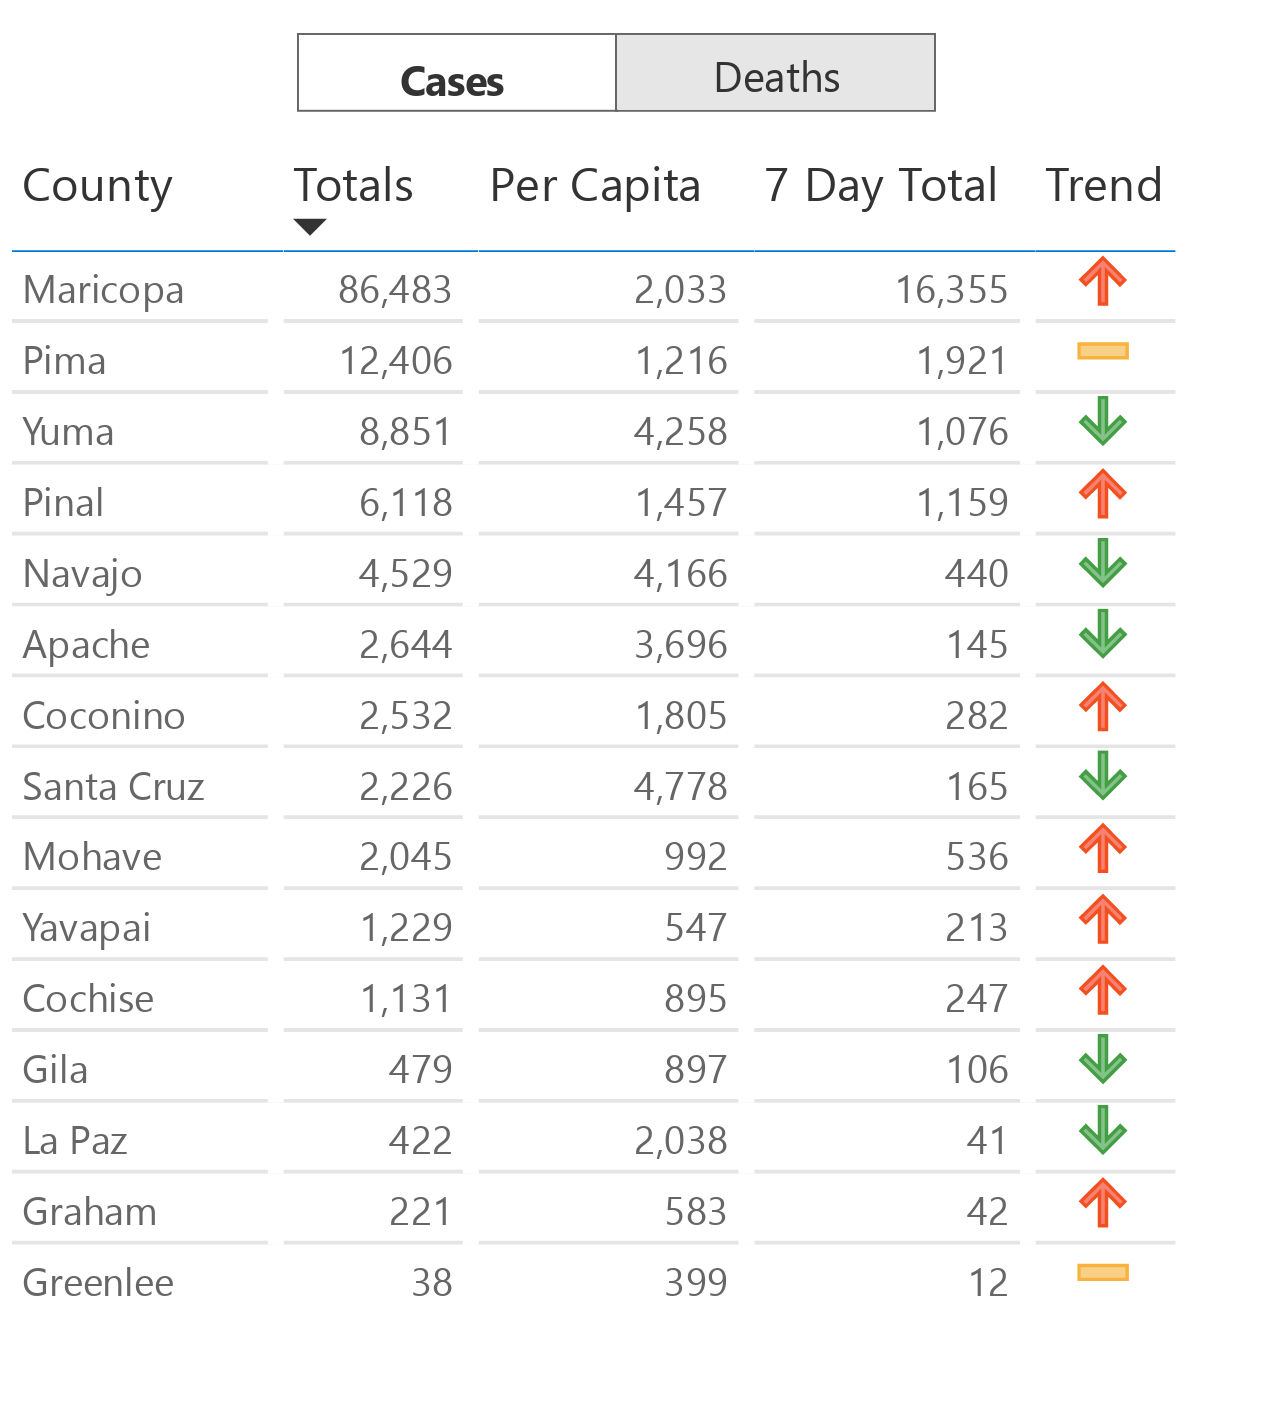 Cases Deaths
County Totals Per Capita 7 Day Total Trend
Maricopa 86,483 2,033 16,355
Pima 12,406 1,216 1,921
Yuma 8,851 4,258 1,076
Pinal 6,118 1,457 1,159
Navajo 4,529 4,166 440
Apache 2,644 3,696 145
Coconino 2,532 1,805 282
Santa Cruz 2,226 4,778 165
Mohave 2,045 992 536
Yavapai 1,229 547 213
Cochise 1,131 895 247
Gila 479 897 106
La Paz 422 2,038 41
Graham 221 583 42
Greenlee 38 399 12